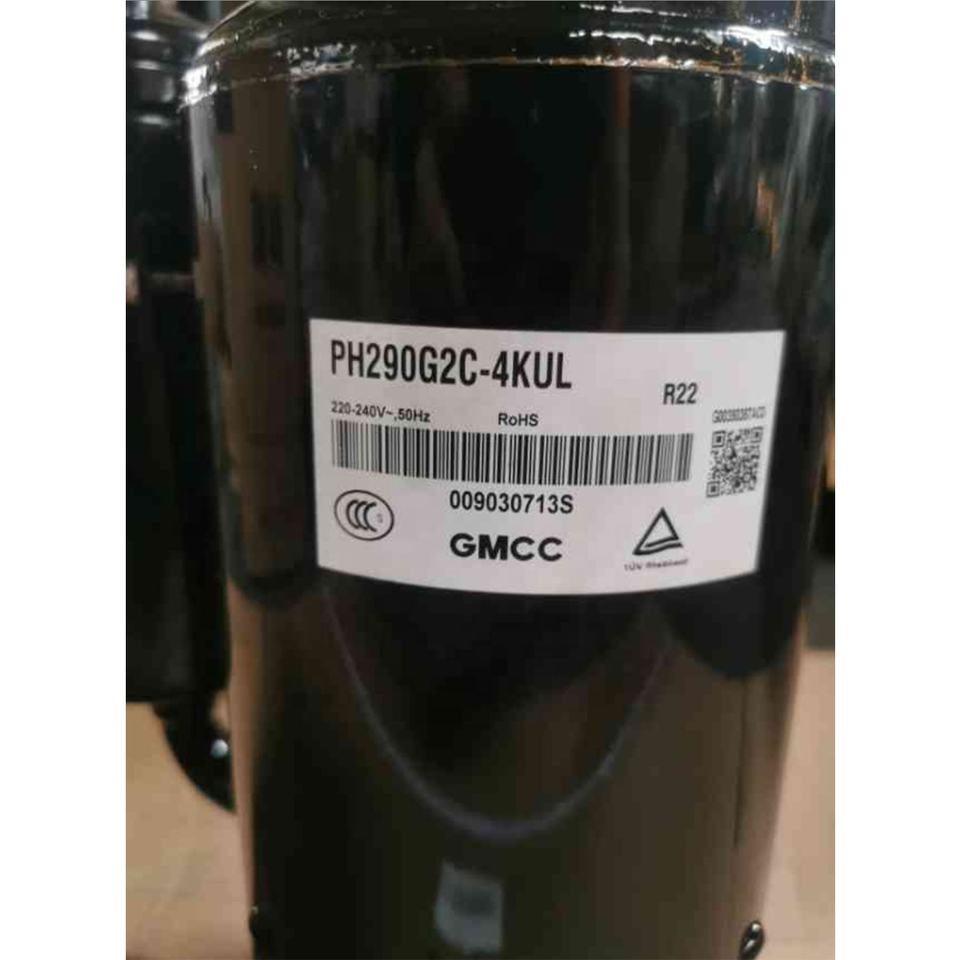 PH290G2C-4KUL
R22
220-240V~,50Hz RoHS
009030713S
GMCC